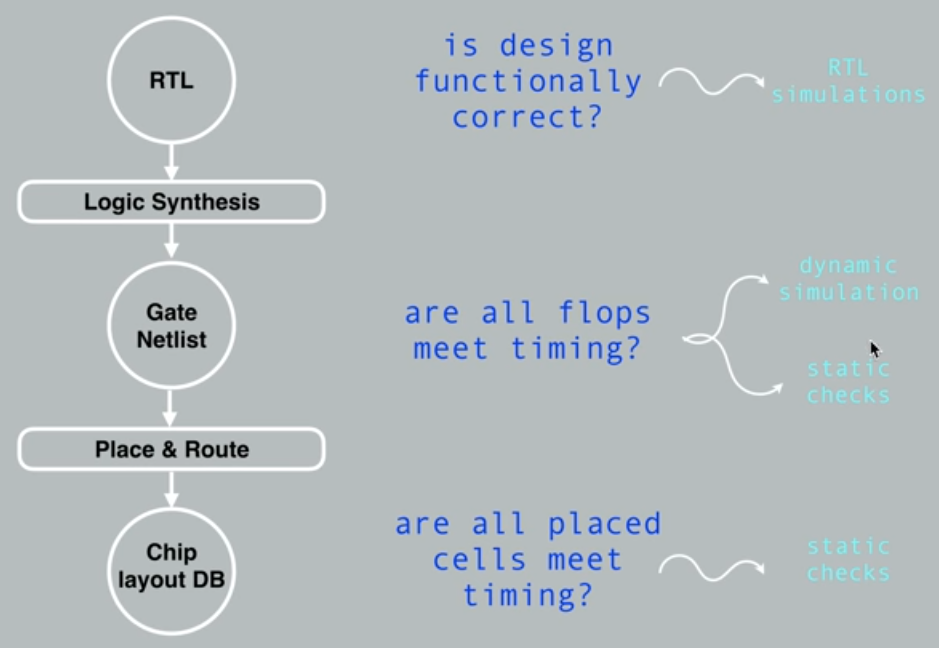 RTL
is design
functionally
correct?
RTL
simulations
Logic Synthesis
Gate
Netlist
are all flops
meet timing?
dynamic
simulation
static
checks
Place & Route
Chip
layout DB
are all placed
cells meet
timing?
static
checks